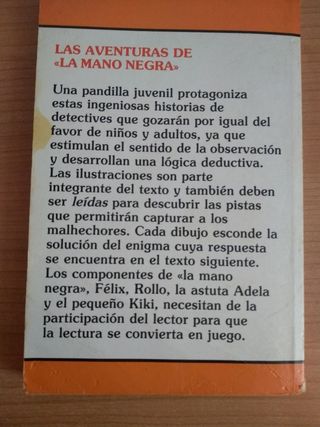 LAS AVENTURAS DE
«LA MANO NEGRA»
Una pandilla juvenil protagoniza
estas ingeniosas historias de
detectives que gozarán por igual del
favor de niños y adultos, ya que
estimulan el sentido de la observación
y desarrollan una lógica deductiva.
Las ilustraciones son parte
integrante del texto y también deben
ser leídas para descubrir las pistas
que permitirán capturar a los
malhechores. Cada dibujo esconde la
solución del enigma cuya respuesta
se encuentra en el texto siguiente.
Los componentes de «la mano
negra», Félix, Rollo, la astuta Adela
y el pequeño Kiki, necesitan de la
participación del lector para que
la lectura se convierta en juego.